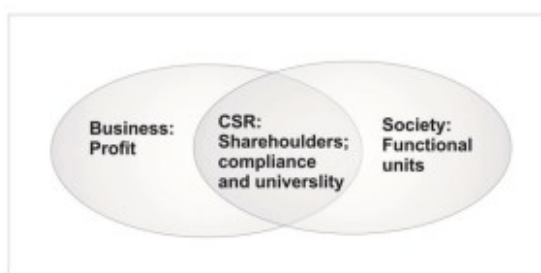 Business:
Profit
CSR:
Sharehoulders;
compliance
and universlity
Society:
Functional
units